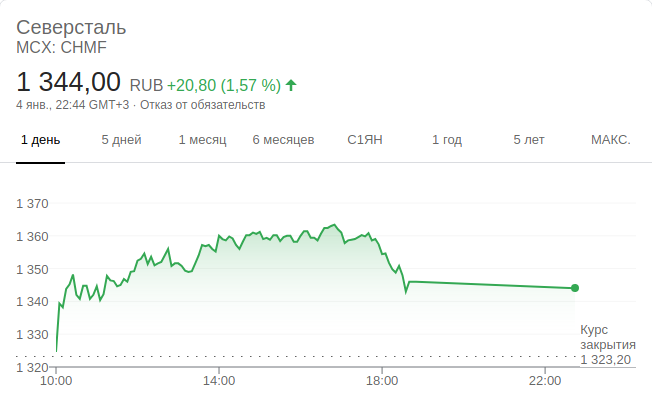 Северсталь
MCX: CHMF
1 344,00 RUB +20,80 (1,57 %)
4 янв., 22:44 GMT+3 · Отказ от обязательств
1 день 5 дней 1 месяц 6 месяцев С1ЯН 1 год 5 лет МАКС.
1 370
1 360
1 350
1 340
1 330
1 320
Курс
закрытия
1 323,20
10:00 14:00 18:00 22:00